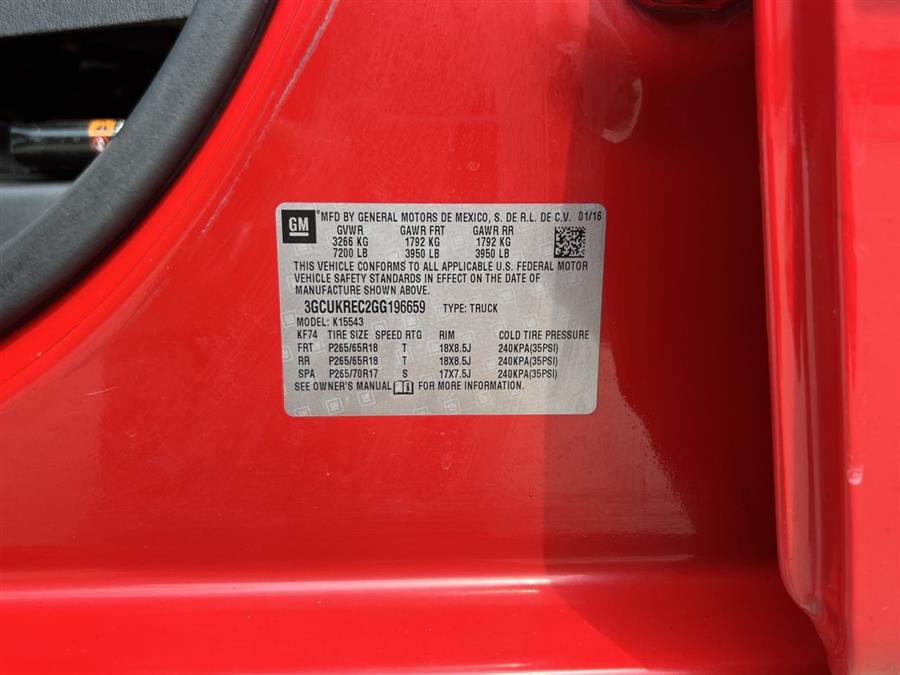 GM ® MFD BY GENERAL MOTORS DE MEXICO, S. DE R.L. DE C.V. 01/16
GVWR GAWR FRT GAWR RR
3266 KG 1792 KG 1792 KG
7200 LB 3950 LB 3950 LB
THIS VEHICLE CONFORMS TO ALL APPLICABLE U.S. FEDERAL MOTOR
VEHICLE SAFETY STANDARDS IN EFFECT ON THE DATE OF
MANUFACTURE SHOWN ABOVE.
3GCUKREC2GG196659 TYPE: TRUCK
MODEL: K15543
KF74 TIRE SIZE SPEED RTG RIM COLD TIRE PRESSURE
FRT P265/65R18 T 18X8.5J 240KPA(35PSI)
RR P265/65R18 T 18X8.5J 240KPA(35PSI)
SPA P265/70R17 S 17X7.5J 240KPA(35PSI)
SEE OWNER'S MANUAL FOR MORE INFORMATION.